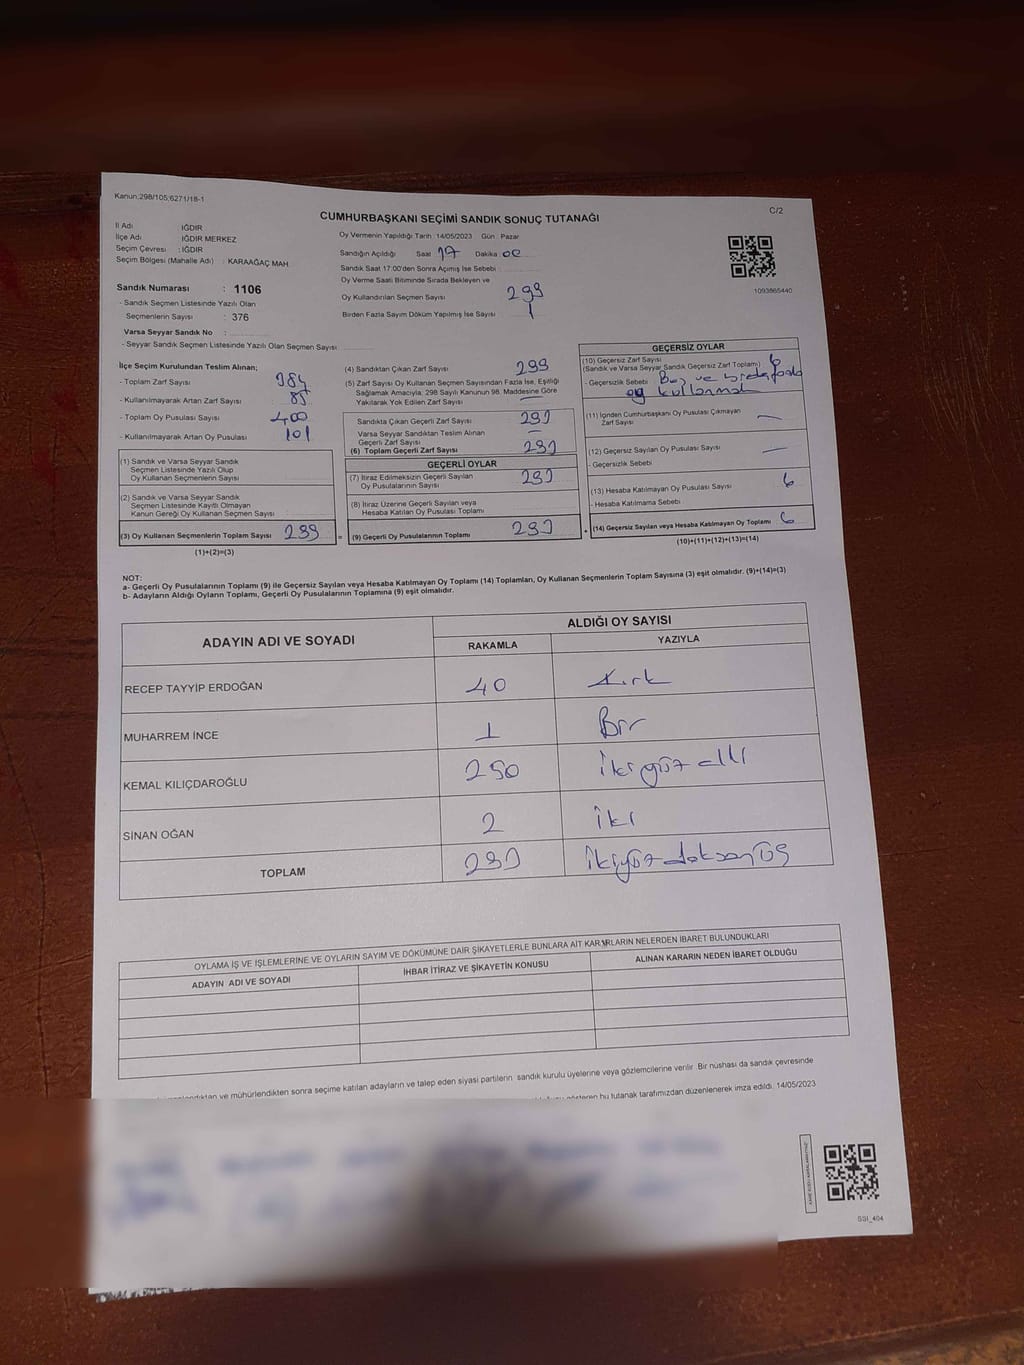 Kanun:298/105;6271/18-1
C/2
CUMHURBAŞKANI SEÇİMİ SANDIK SONUÇ TUTANAĞI
İl Adı : IĞDIR
İlçe Adı : IĞDIR MERKEZ
Seçim Çevresi : IĞDIR
Seçim Bölgesi (Mahalle Adı) : KARAAĞAÇ MAH.
Sandık Numarası : 1106
- Sandık Seçmen Listesinde Yazılı Olan
Seçmenlerin Sayısı : 376
Varsa Seyyar Sandık No :
- Seyyar Sandık Seçmen Listesinde Yazılı Olan Seçmen Sayısı
Oy Vermenin Yapıldığı Tarih :14/05/2023 Gün : Pazar
Sandığın Açıldığı Saat 17 Dakika 00
Sandık Saat 17:00'den Sonra Açımış İse Sebebi :
Oy Verme Saati Bitiminde Sırada Bekleyen ve
Oy Kullandırılan Seçmen Sayısı 299
Birden Fazla Sayım Döküm Yapılmış İse Sayısı 1
1093865440
İlçe Seçim Kurulundan Teslim Alınan;
- Toplam Zarf Sayısı 384
- Kullanılmayarak Artan Zarf Sayısı 85
- Toplam Oy Pusulası Sayısı 400
- Kullanılmayarak Artan Oy Pusulası 101
(1) Sandık ve Varsa Seyyar Sandık
Seçmen Listesinde Yazılı Olup
Oy Kullanan Seçmenlerin Sayısı
(2) Sandık ve Varsa Seyyar Sandık
Seçmen Listesinde Kayıtlı Olmayan
Kanun Gereği Oy Kullanan Seçmen Sayısı
(3) Oy Kullanan Seçmenlerin Toplam Sayısı 299
(1)+(2)=(3)
(4) Sandıktan Çıkan Zarf Sayısı 299
(5) Zarf Sayısı Oy Kullanan Seçmen Sayısından Fazla İse, Eşitliği
Sağlamak Amacıyla, 298 Sayılı Kanunun 98. Maddesine Göre
Yakılarak Yok Edilen Zarf Sayısı —
Sandıkta Çıkan Geçerli Zarf Sayısı 293
Varsa Seyyar Sandıktan Teslim Alınan
Geçerli Zarf Sayısı —
(6) Toplam Geçerli Zarf Sayısı 293
GEÇERLİ OYLAR
(7) İtiraz Edilmeksizin Geçerli Sayılan
Oy Pusulalarının Sayısı 293
(8) İtiraz Üzerine Geçerli Sayılan veya
Hesaba Katılan Oy Pusulası Toplamı
= (9) Geçerli Oy Pusulalarının Toplamı 293
GEÇERSİZ OYLAR
(10) Geçersiz Zarf Sayısı 6
(Sandık ve Varsa Seyyar Sandık Geçersiz Zarf Toplamı)
- Geçersizlik Sebebi Boş ve birden fazla
oy kullanmak
(11) İçinden Cumhurbaşkanı Oy Pusulası Çıkmayan
Zarf Sayısı —
(12) Geçersiz Sayılan Oy Pusulası Sayısı —
- Geçersizlik Sebebi
(13) Hesaba Katılmayan Oy Pusulası Sayısı 6
- Hesaba Katılmama Sebebi
+ (14) Geçersiz Sayılan veya Hesaba Katılmayan Oy Toplamı 6
(10)+(11)+(12)+(13)=(14)
NOT:
a- Geçerli Oy Pusulalarının Toplamı (9) ile Geçersiz Sayılan veya Hesaba Katılmayan Oy Toplamı (14) Toplamları, Oy Kullanan Seçmenlerin Toplam Sayısına (3) eşit olmalıdır. (9)+(14)=(3)
b- Adayların Aldığı Oyların Toplamı, Geçerli Oy Pusulalarının Toplamına (9) eşit olmalıdır.
ADAYIN ADI VE SOYADI ALDIĞI OY SAYISI
RAKAMLA YAZIYLA
RECEP TAYYİP ERDOĞAN 40 Kırk
MUHARREM İNCE 1 Bir
KEMAL KILIÇDAROĞLU 250 ikiyüz elli
SİNAN OĞAN 2 iki
TOPLAM 293 ikiyüz doksan üç
OYLAMA İŞ VE İŞLEMLERİNE VE OYLARIN SAYIM VE DÖKÜMÜNE DAİR ŞİKAYETLERLE BUNLARA AİT KARARLARIN NELERDEN İBARET BULUNDUKLARI
ADAYIN ADI VE SOYADI İHBAR İTİRAZ VE ŞİKAYETİN KONUSU ALINAN KARARIN NEDEN İBARET OLDUĞU
ve mühürlendikten sonra seçime katılan adayların ve talep eden siyasi partilerin sandık kurulu üyelerine veya gözlemcilerine verilir. Bir nüshası da sandık çevresinde
gösteren bu tutanak tarafımızdan düzenlenerek imza edildi. 14/05/2023
SSI_404